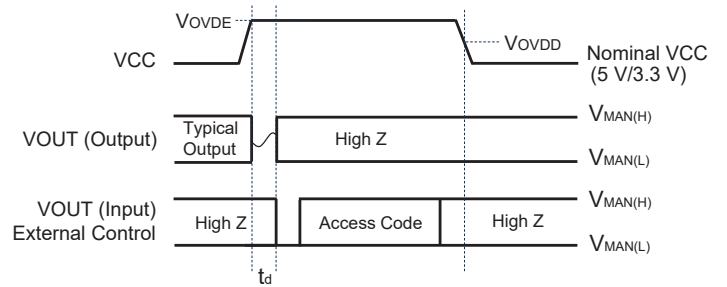 VOVDE
VCC
VOVDD
Nominal VCC
(5 V/3.3 V)
VOUT (Output)
Typical
Output
High Z
VMAN(H)
VMAN(L)
VOUT (Input)
External Control
High Z
Access Code
High Z
VMAN(H)
VMAN(L)
td